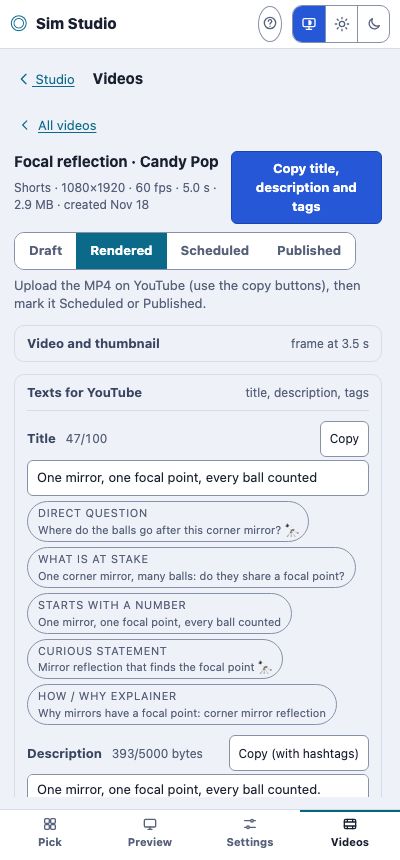 Sim Studio
Studio
Videos
All videos
Focal reflection · Candy Pop
Shorts · 1080×1920 · 60 fps · 5.0 s ·
2.9 MB · created Nov 18
Copy title,
description and
tags
Draft
Rendered
Scheduled
Published
Upload the MP4 on YouTube (use the copy buttons), then
mark it Scheduled or Published.
Video and thumbnail
frame at 3.5 s
Texts for YouTube
title, description, tags
Title 47/100
Copy
One mirror, one focal point, every ball counted
DIRECT QUESTION
Where do the balls go after this corner mirror? 🔭
WHAT IS AT STAKE
One corner mirror, many balls: do they share a focal point?
STARTS WITH A NUMBER
One mirror, one focal point, every ball counted
CURIOUS STATEMENT
Mirror reflection that finds the focal point 🔭
HOW / WHY EXPLAINER
Why mirrors have a focal point: corner mirror reflection
Description 393/5000 bytes
Copy (with hashtags)
One mirror, one focal point, every ball counted.
Pick
Preview
Settings
Videos